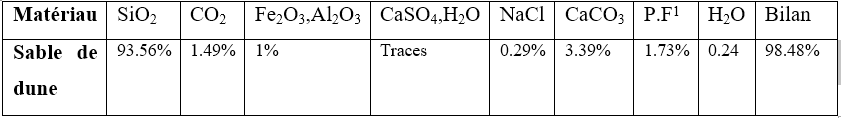 Matériau SiO₂ CO₂ Fe₂O₃,Al₂O₃ CaSO₄,H₂O NaCl CaCO₃ P.F¹ H₂O Bilan
Sable de 93.56% 1.49% 1% Traces 0.29% 3.39% 1.73% 0.24 98.48%
dune